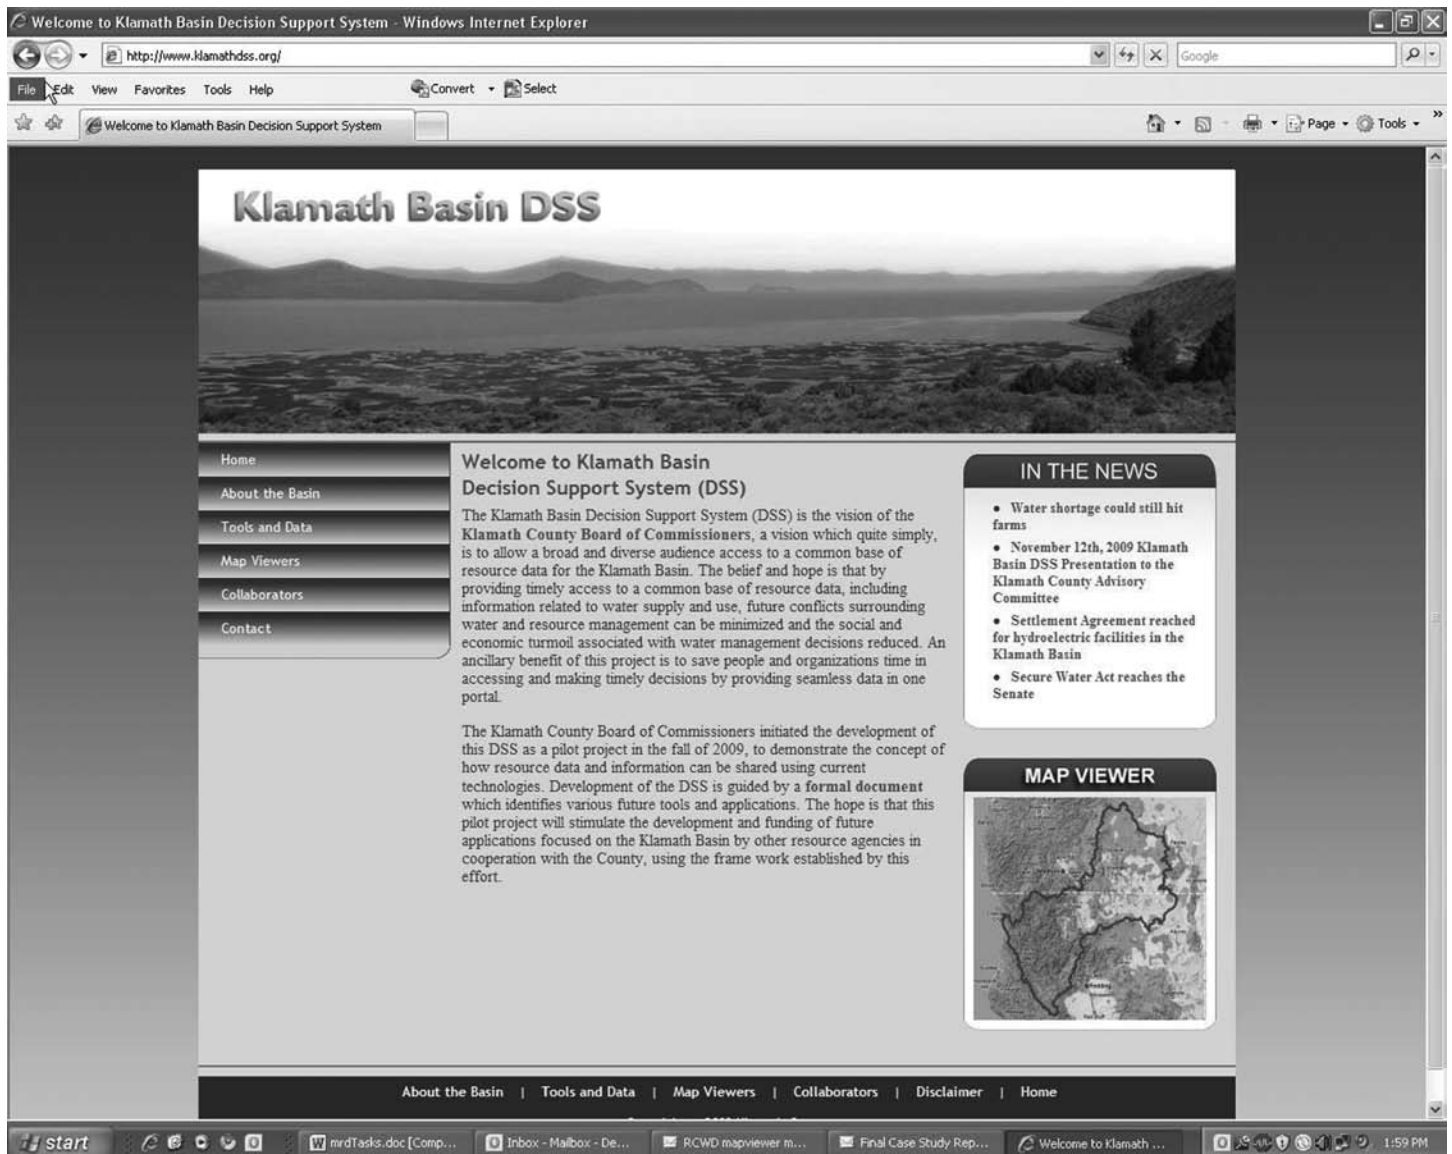 Welcome to Klamath Basin Decision Support System - Windows Internet Explorer
http://www.klamathdss.org/
Google
File Edit View Favorites Tools Help
Convert Select
Welcome to Klamath Basin Decision Support System
Page Tools
Klamath Basin DSS
Home
About the Basin
Tools and Data
Map Viewers
Collaborators
Contact
Welcome to Klamath Basin
Decision Support System (DSS)
The Klamath Basin Decision Support System (DSS) is the vision of the
Klamath County Board of Commissioners, a vision which quite simply,
is to allow a broad and diverse audience access to a common base of
resource data for the Klamath Basin. The belief and hope is that by
providing timely access to a common base of resource data, including
information related to water supply and use, future conflicts surrounding
water and resource management can be minimized and the social and
economic turmoil associated with water management decisions reduced. An
ancillary benefit of this project is to save people and organizations time in
accessing and making timely decisions by providing seamless data in one
portal.
The Klamath County Board of Commissioners initiated the development of
this DSS as a pilot project in the fall of 2009, to demonstrate the concept of
how resource data and information can be shared using current
technologies. Development of the DSS is guided by a formal document
which identifies various future tools and applications. The hope is that this
pilot project will stimulate the development and funding of future
applications focused on the Klamath Basin by other resource agencies in
cooperation with the County, using the frame work established by this
effort.
IN THE NEWS
• Water shortage could still hit
farms
• November 12th, 2009 Klamath
Basin DSS Presentation to the
Klamath County Advisory
Committee
• Settlement Agreement reached
for hydroelectric facilities in the
Klamath Basin
• Secure Water Act reaches the
Senate
MAP VIEWER
Redding
About the Basin | Tools and Data | Map Viewers | Collaborators | Disclaimer | Home
start
mrdTasks.doc [Comp...
Inbox - Mailbox - De...
RCWD mapviewer m...
Final Case Study Rep...
Welcome to Klamath ...
1:59 PM